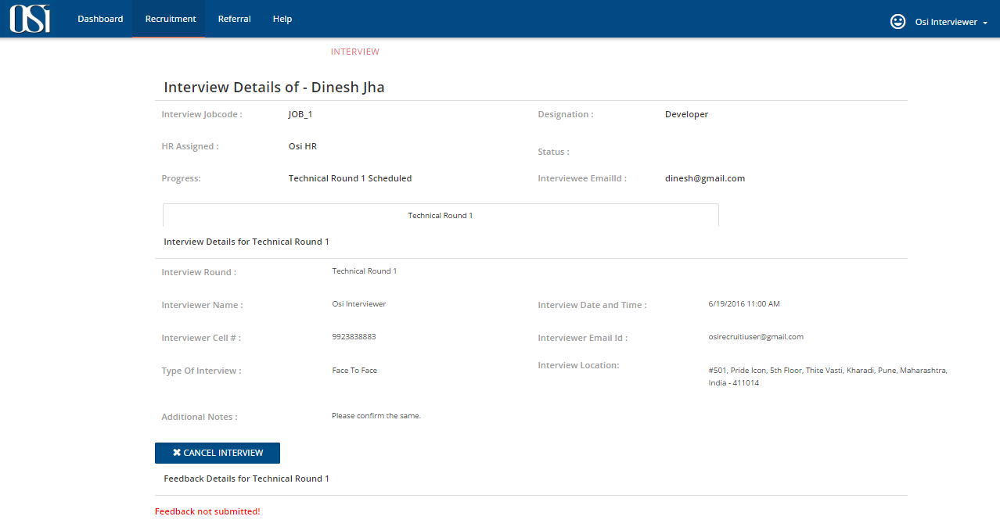 OSi Dashboard Recruitment Referral Help Osi Interviewer
INTERVIEW
Interview Details of - Dinesh Jha
Interview Jobcode : JOB_1 Designation : Developer
HR Assigned : Osi HR Status :
Progress: Technical Round 1 Scheduled Interviewee EmailId : dinesh@gmail.com
Technical Round 1
Interview Details for Technical Round 1
Interview Round : Technical Round 1
Interviewer Name : Osi Interviewer Interview Date and Time : 6/19/2016 11:00 AM
Interviewer Cell # : 9923838883 Interviewer Email Id : osirecruitiuser@gmail.com
Type Of Interview : Face To Face Interview Location: #501, Pride Icon, 5th Floor, Thite Vasti, Kharadi, Pune, Maharashtra,
India - 411014
Additional Notes : Please confirm the same.
✖ CANCEL INTERVIEW
Feedback Details for Technical Round 1
Feedback not submitted!